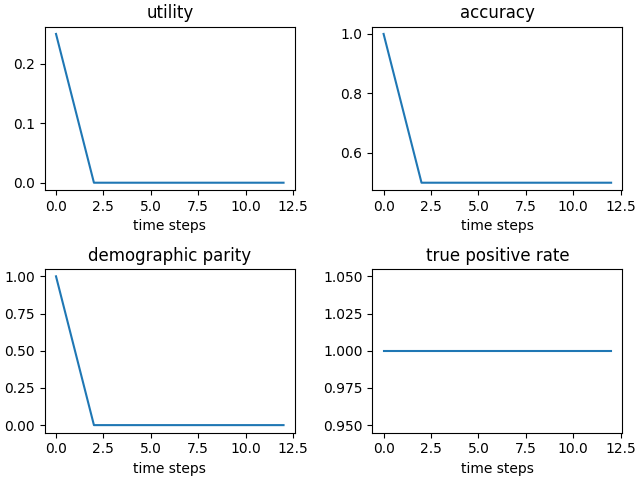 utility
0.2
0.1
0.0
0.0 2.5 5.0 7.5 10.0 12.5
time steps
accuracy
1.0
0.8
0.6
0.0 2.5 5.0 7.5 10.0 12.5
time steps
demographic parity
1.00
0.75
0.50
0.25
0.00
0.0 2.5 5.0 7.5 10.0 12.5
time steps
true positive rate
1.050
1.025
1.000
0.975
0.950
0.0 2.5 5.0 7.5 10.0 12.5
time steps